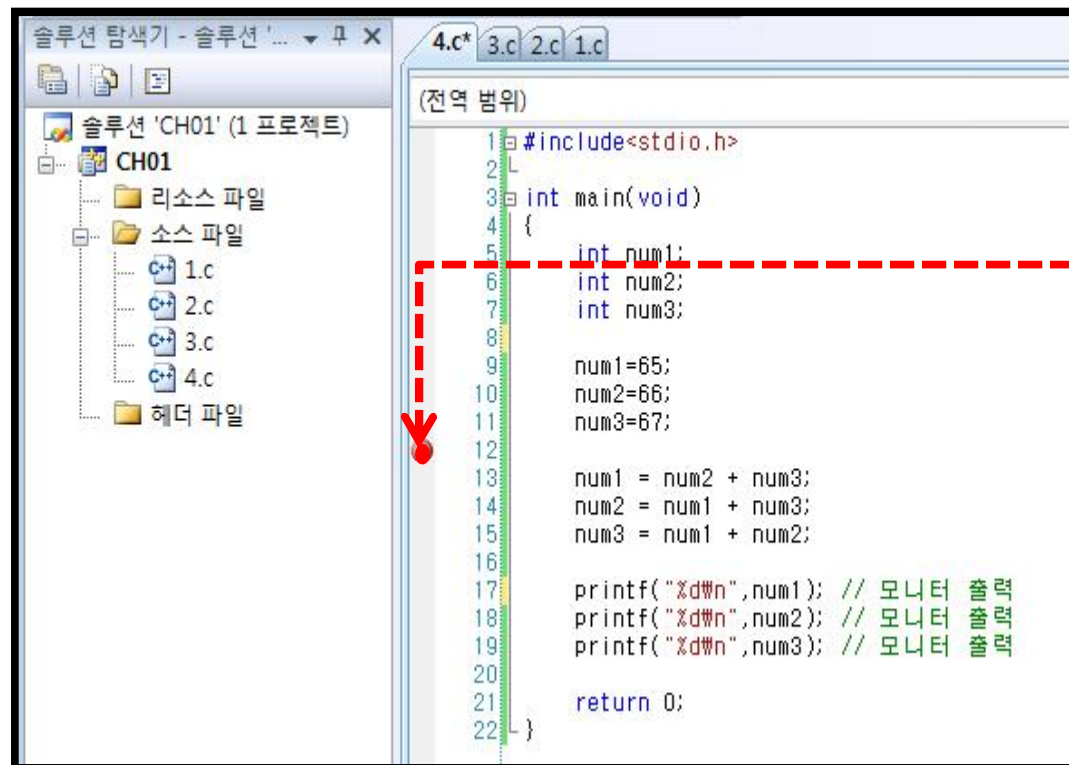 솔루션 탐색기 - 솔루션 '...
솔루션 'CH01' (1 프로젝트)
CH01
리소스 파일
소스 파일
1.c
2.c
3.c
4.c
헤더 파일
4.c* 3.c 2.c 1.c
(전역 범위)
1 #include<stdio.h>
2
3 int main(void)
4 {
5 int num1;
6 int num2;
7 int num3;
8
9 num1=65;
10 num2=66;
11 num3=67;
12
13 num1 = num2 + num3;
14 num2 = num1 + num3;
15 num3 = num1 + num2;
16
17 printf("%d₩n",num1); // 모니터 출력
18 printf("%d₩n",num2); // 모니터 출력
19 printf("%d₩n",num3); // 모니터 출력
20
21 return 0;
22 }